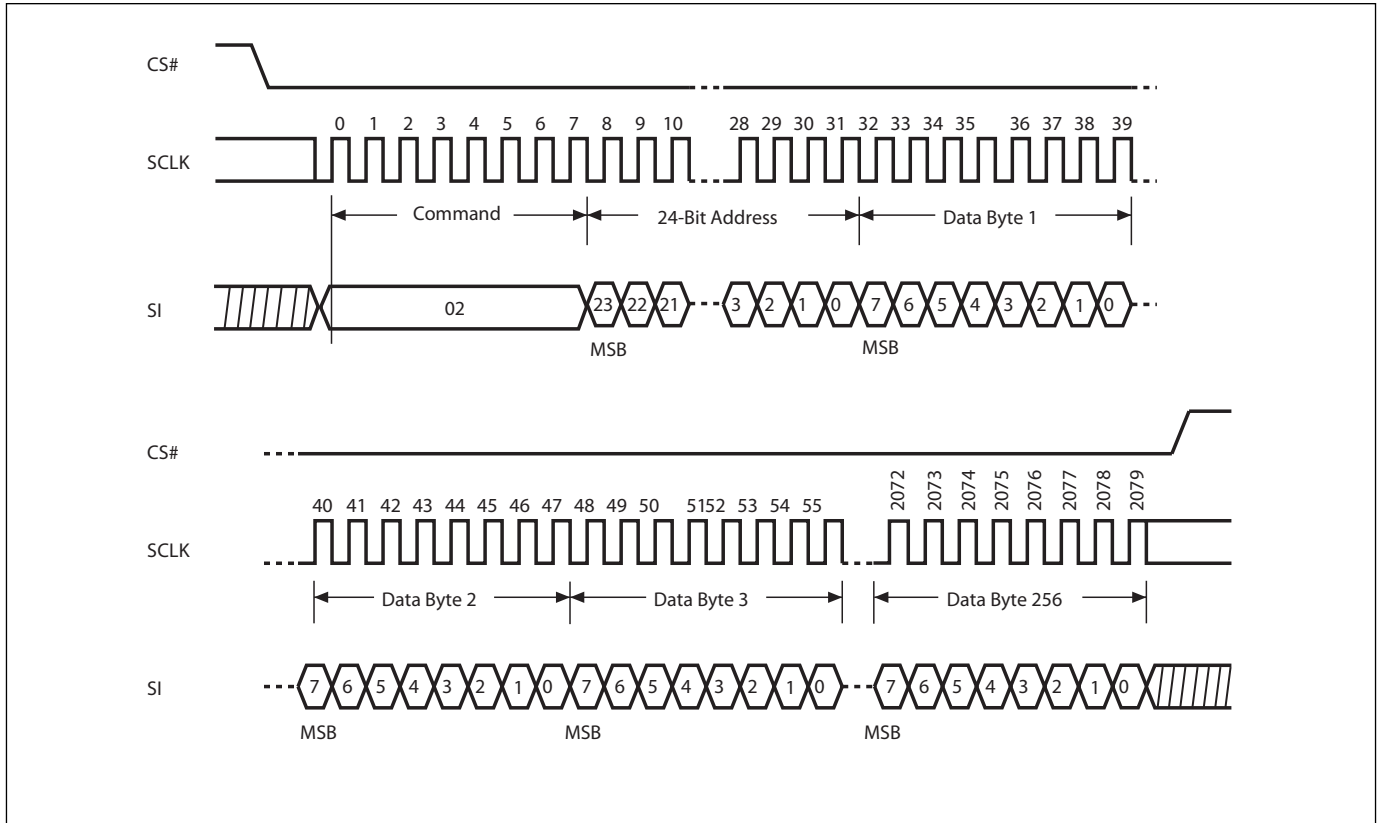 CS#
0 1 2 3 4 5 6 7 8 9 10 28 29 30 31 32 33 34 35 36 37 38 39
SCLK
Command 24-Bit Address Data Byte 1
SI 02 23 22 21 3 2 1 0 7 6 5 4 3 2 1 0
MSB MSB
CS#
2072 2073 2074 2075 2076 2077 2078 2079
40 41 42 43 44 45 46 47 48 49 50 5152 53 54 55
SCLK
Data Byte 2 Data Byte 3 Data Byte 256
SI 7 6 5 4 3 2 1 0 7 6 5 4 3 2 1 0 7 6 5 4 3 2 1 0
MSB MSB MSB